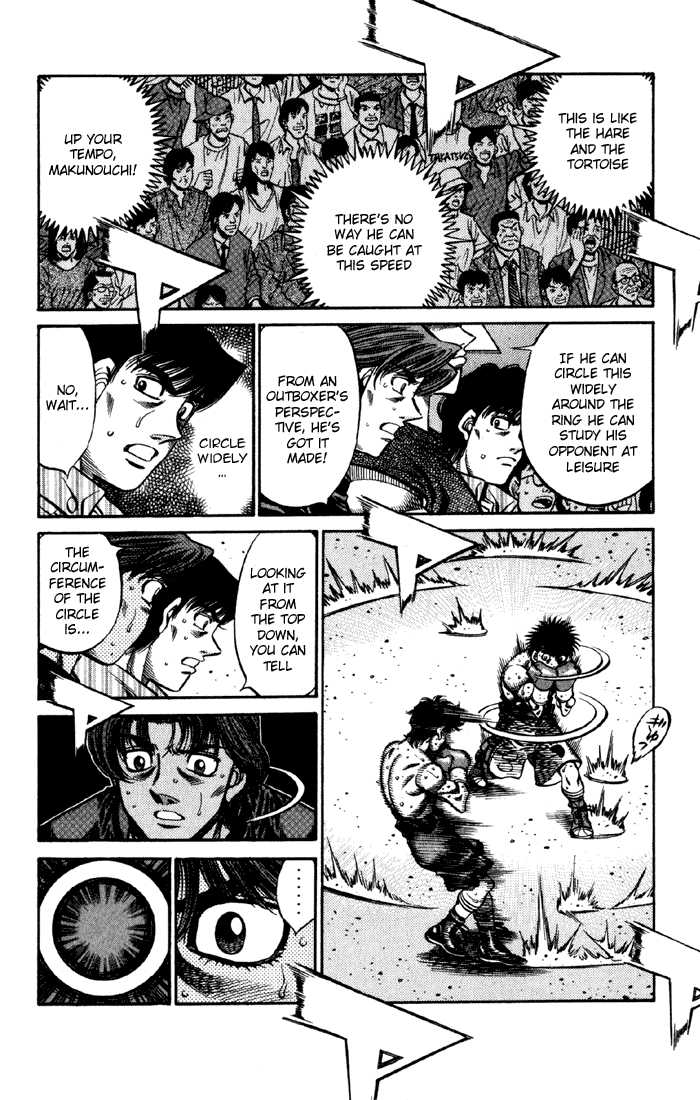 THIS IS LIKE
THE HARE
AND THE
TORTOISE
THERE'S NO
WAY HE CAN
BE CAUGHT AT
THIS SPEED
UP YOUR
TEMPO,
MAKUNOUCHI!
IF HE CAN
CIRCLE THIS
WIDELY
AROUND THE
RING HE CAN
STUDY HIS
OPPONENT AT
LEISURE
FROM AN
OUTBOXER'S
PERSPEC-
TIVE, HE'S
GOT IT
MADE!
CIRCLE
WIDELY
...
NO,
WAIT...
LOOKING
AT IT
FROM
THE TOP
DOWN,
YOU CAN
TELL
THE
CIRCUM-
FERENCE
OF THE
CIRCLE
IS...